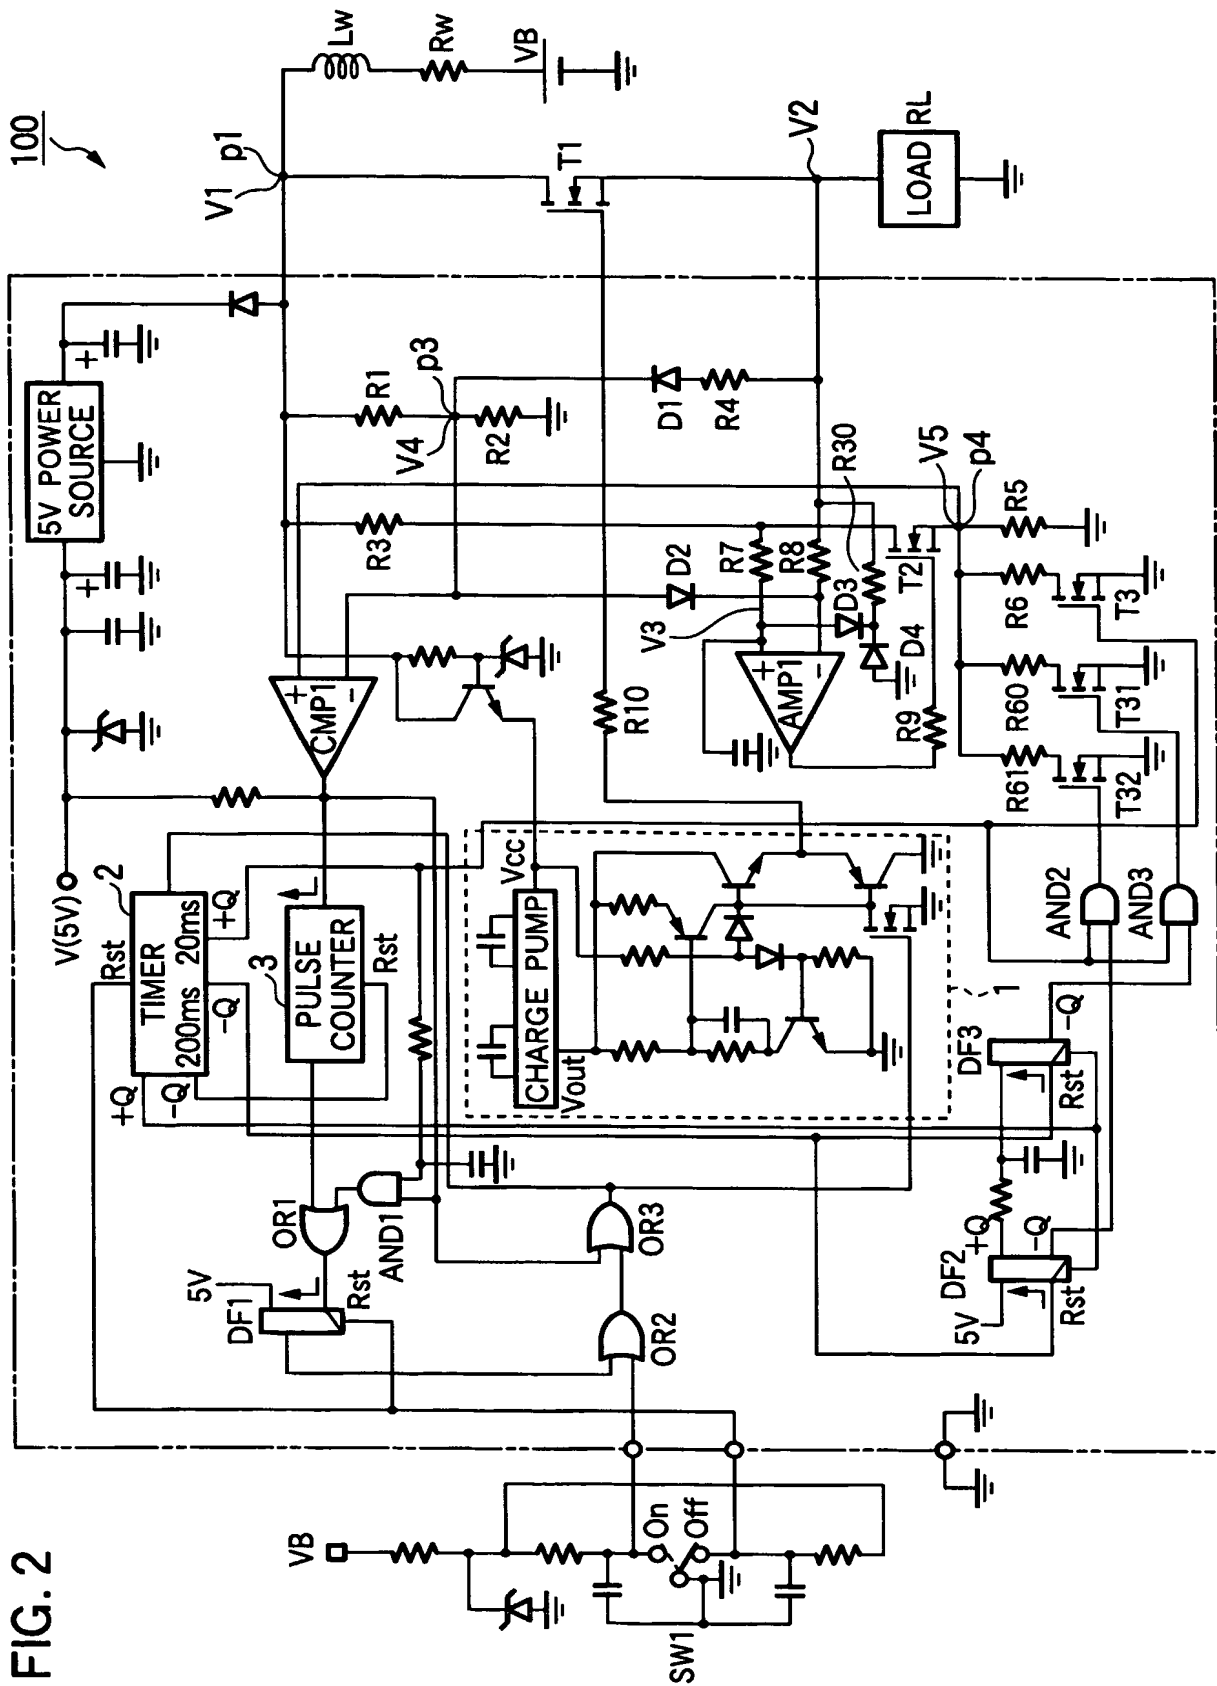 FIG. 2
100
V1
p1
Lw
Rw
VB
T1
V2
LOAD
RL
5V POWER
SOURCE
+
+
V(5V)
R1
V4
p3
R2
D1
R4
R3
D2
R7
R8
R30
V3
D3
D4
T2
V5
p4
R5
R6
T3
R60
T31
R61
T32
+
-
CMP1
+
-
AMP1
R9
R10
2
Rst
TIMER
200ms 20ms
+Q
-Q
+Q
-Q
3
PULSE
COUNTER
Rst
Vcc
CHARGE PUMP
Vout
1
AND2
AND3
OR1
AND1
5V
DF1
Rst
OR3
OR2
DF3
-Q
Rst
+Q
-Q
DF2
5V
Rst
VB
On
Off
SW1